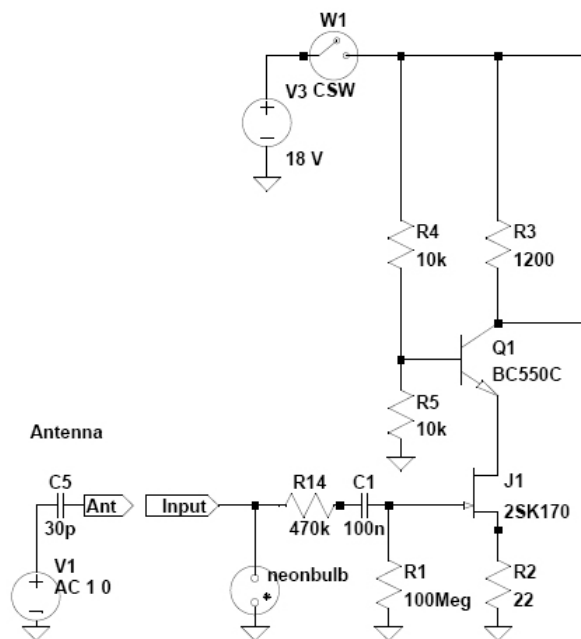 W1
V3 CSW
18 V
R4
10k
R3
1200
Q1
BC550C
R5
10k
Antenna
C5
30p
Ant
Input
R14
470k
C1
100n
J1
2SK170
V1
AC 1 0
neonbulb
R1
100Meg
R2
22